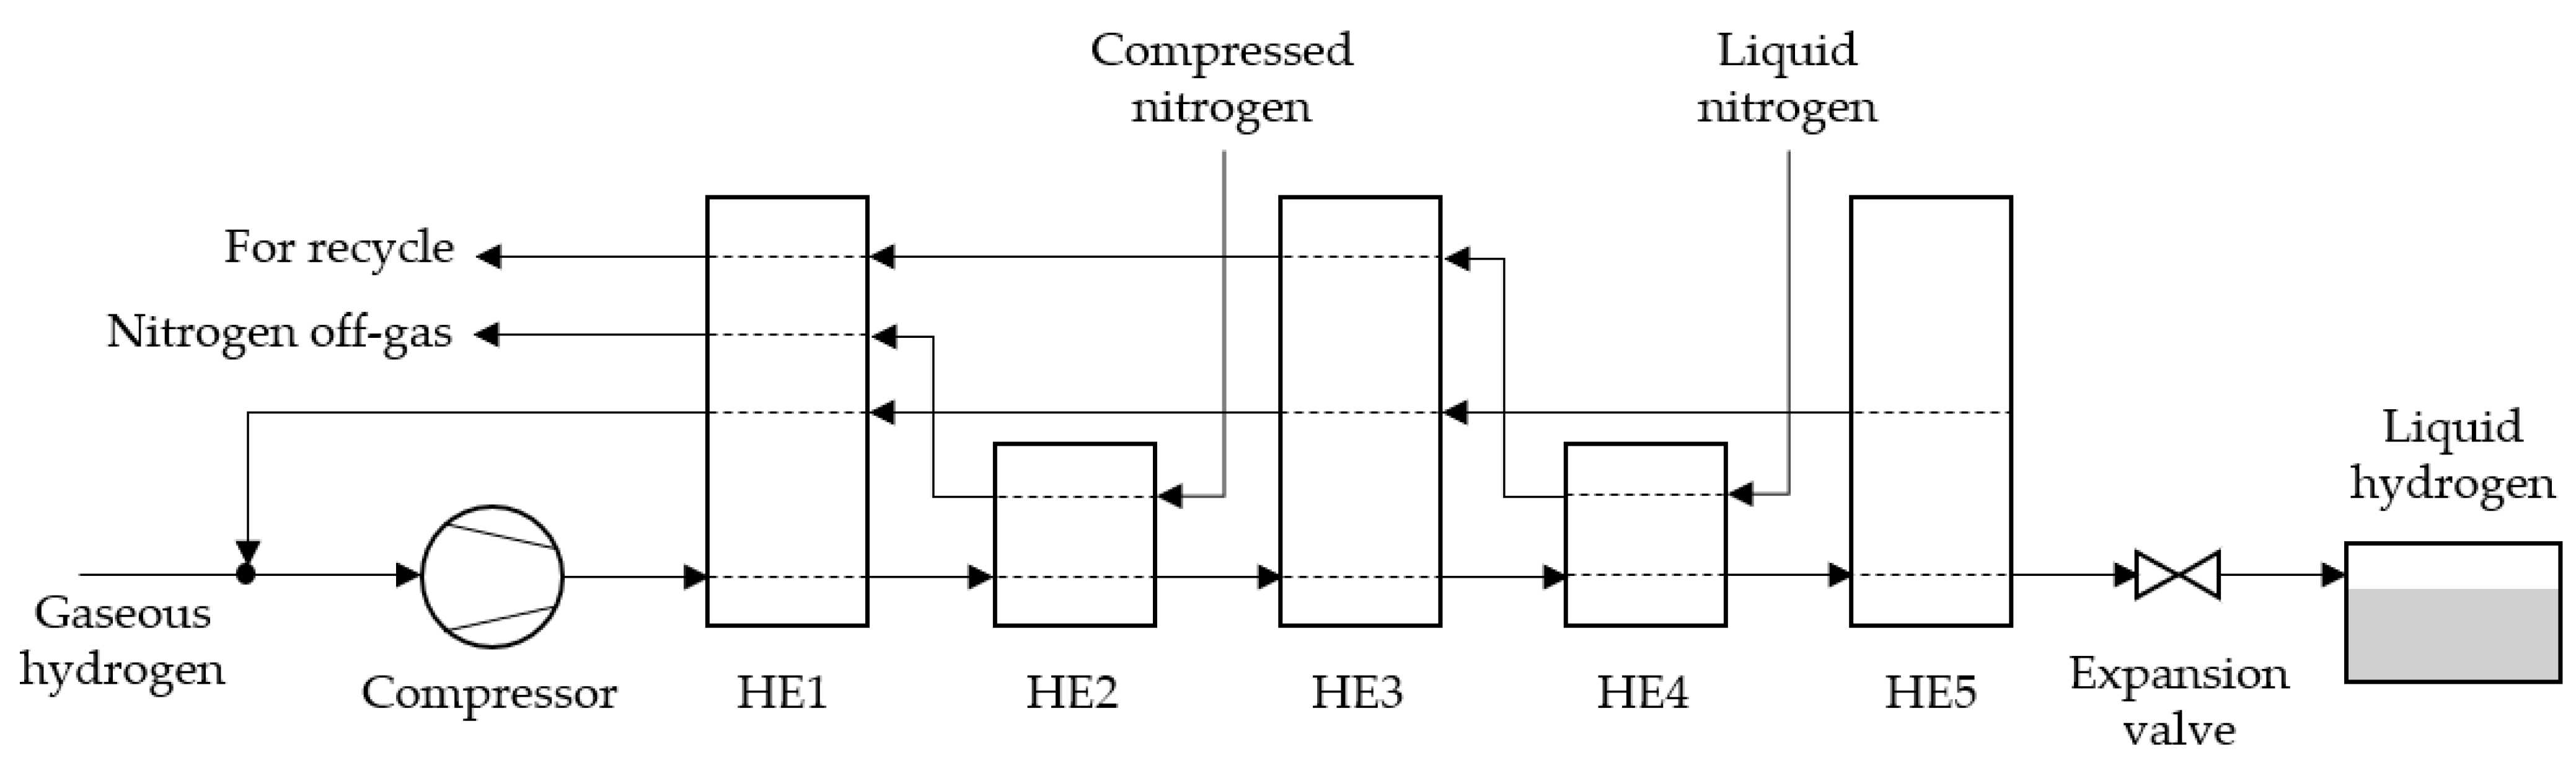 Compressed
nitrogen
Liquid
nitrogen
For recycle
Nitrogen off-gas
Liquid
hydrogen
Gaseous
hydrogen
Compressor
HE1
HE2
HE3
HE4
HE5
Expansion
valve